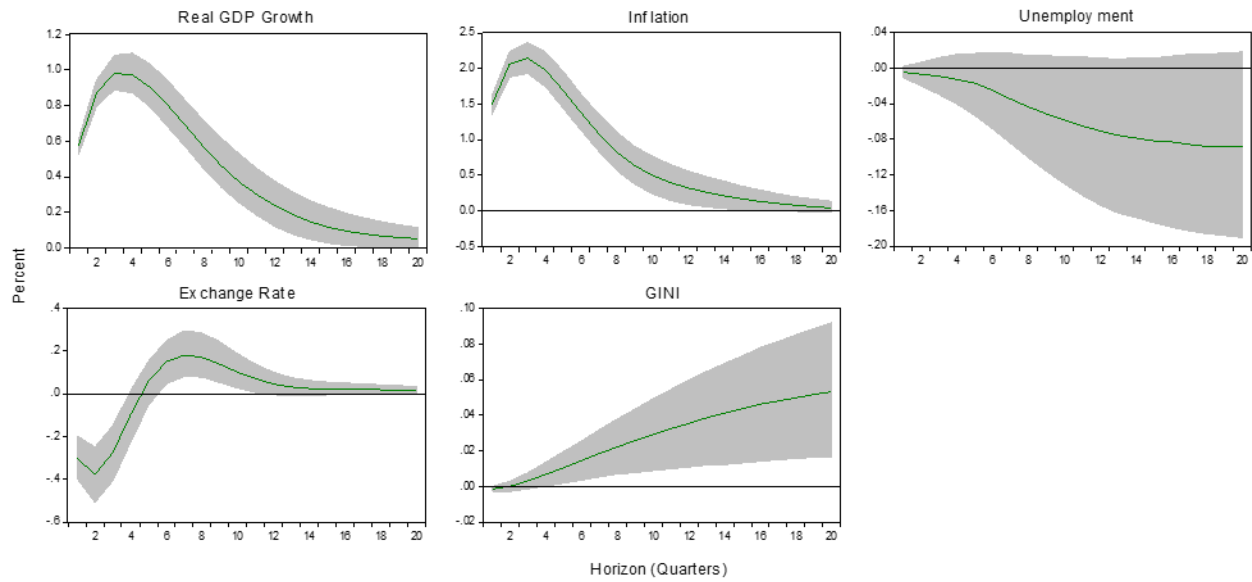 Real GDP Growth
Inflation
Unemploy ment
1.2
1.0
0.8
0.6
0.4
0.2
0.0
2 4 6 8 10 12 14 16 18 20
2.5
2.0
1.5
1.0
0.5
0.0
-0.5
2 4 6 8 10 12 14 16 18 20
.04
.00
-.04
-.08
-.12
-.16
-.20
2 4 6 8 10 12 14 16 18 20
Percent
Exchange Rate
GINI
.4
.2
.0
-.2
-.4
-.6
2 4 6 8 10 12 14 16 18 20
.10
.08
.06
.04
.02
.00
-.02
2 4 6 8 10 12 14 16 18 20
Horizon (Quarters)